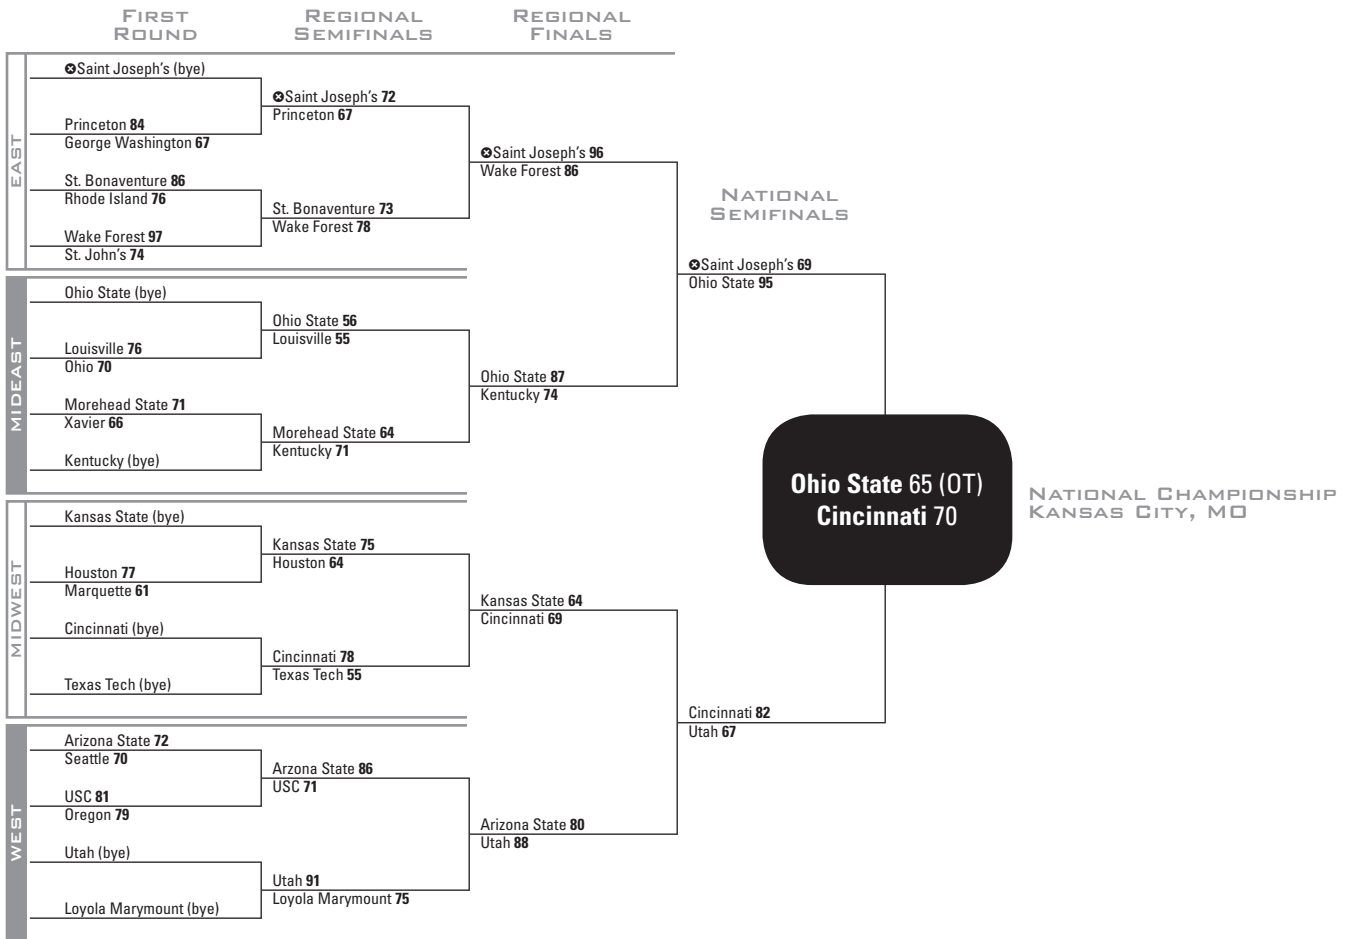 First
Round
Regional
Semifinals
Regional
Finals
EAST
✪Saint Joseph's (bye)
Princeton 84
George Washington 67
St. Bonaventure 86
Rhode Island 76
Wake Forest 97
St. John's 74
✪Saint Joseph's 72
Princeton 67
St. Bonaventure 73
Wake Forest 78
✪Saint Joseph's 96
Wake Forest 86
National
Semifinals
✪Saint Joseph's 69
Ohio State 95
MIDEAST
Ohio State (bye)
Louisville 76
Ohio 70
Morehead State 71
Xavier 66
Kentucky (bye)
Ohio State 56
Louisville 55
Morehead State 64
Kentucky 71
Ohio State 87
Kentucky 74
Ohio State 65 (OT)
Cincinnati 70
National Championship
Kansas City, MO
MIDWEST
Kansas State (bye)
Houston 77
Marquette 61
Cincinnati (bye)
Texas Tech (bye)
Kansas State 75
Houston 64
Cincinnati 78
Texas Tech 55
Kansas State 64
Cincinnati 69
Cincinnati 82
Utah 67
WEST
Arizona State 72
Seattle 70
USC 81
Oregon 79
Utah (bye)
Loyola Marymount (bye)
Arzona State 86
USC 71
Utah 91
Loyola Marymount 75
Arizona State 80
Utah 88